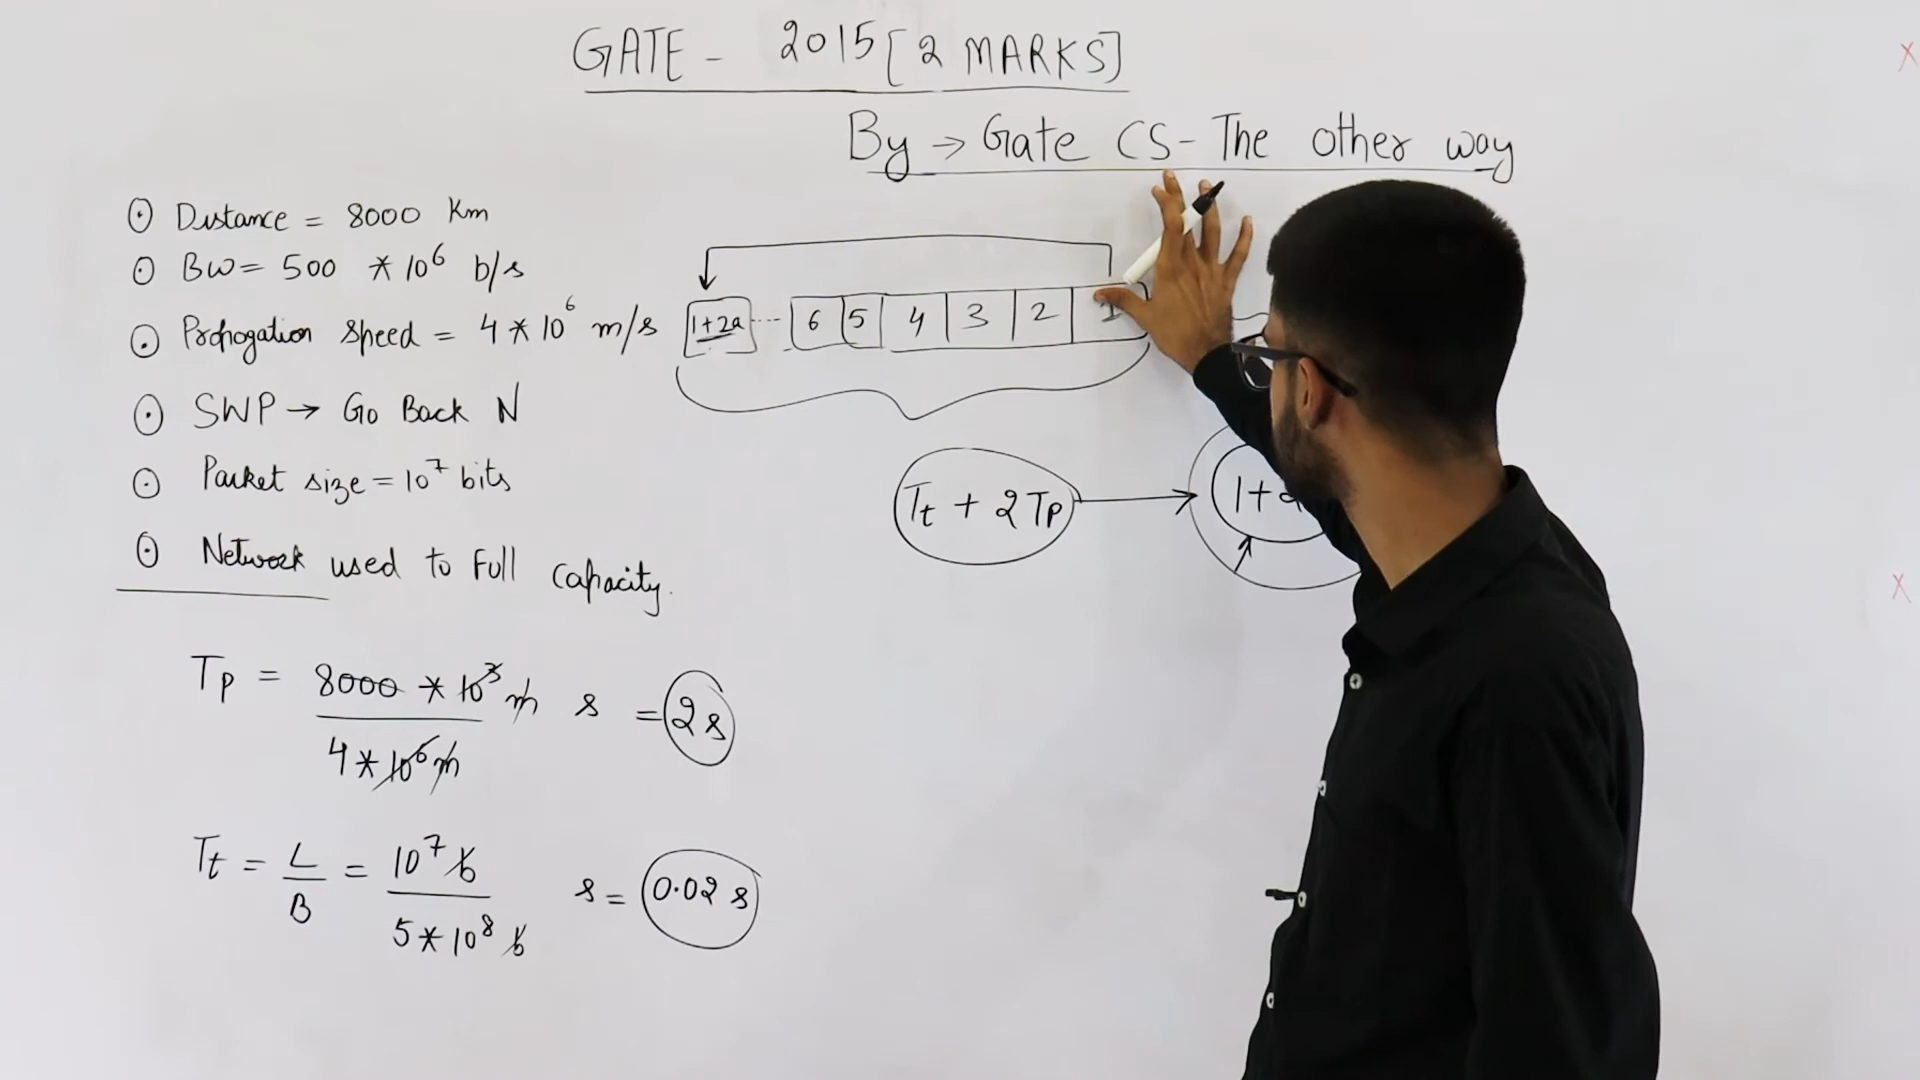 GATE - 2015 [2 MARKS]
By → Gate CS - The other way
⊙ Distance = 8000 Km
⊙ BW = 500 * 10⁶ b/s
⊙ Propogation speed = 4 * 10⁶ m/s
⊙ SWP → Go Back N
⊙ Packet size = 10⁷ bits
⊙ Network used to Full capacity.
1+2a ... 6 5 4 3 2 1
Tt + 2Tp → 1+
Tp = 8000 * 10³ m / 4 * 10⁶ m s = 2 s
Tt = L / B = 10⁷ b / 5 * 10⁸ b s = 0.02 s